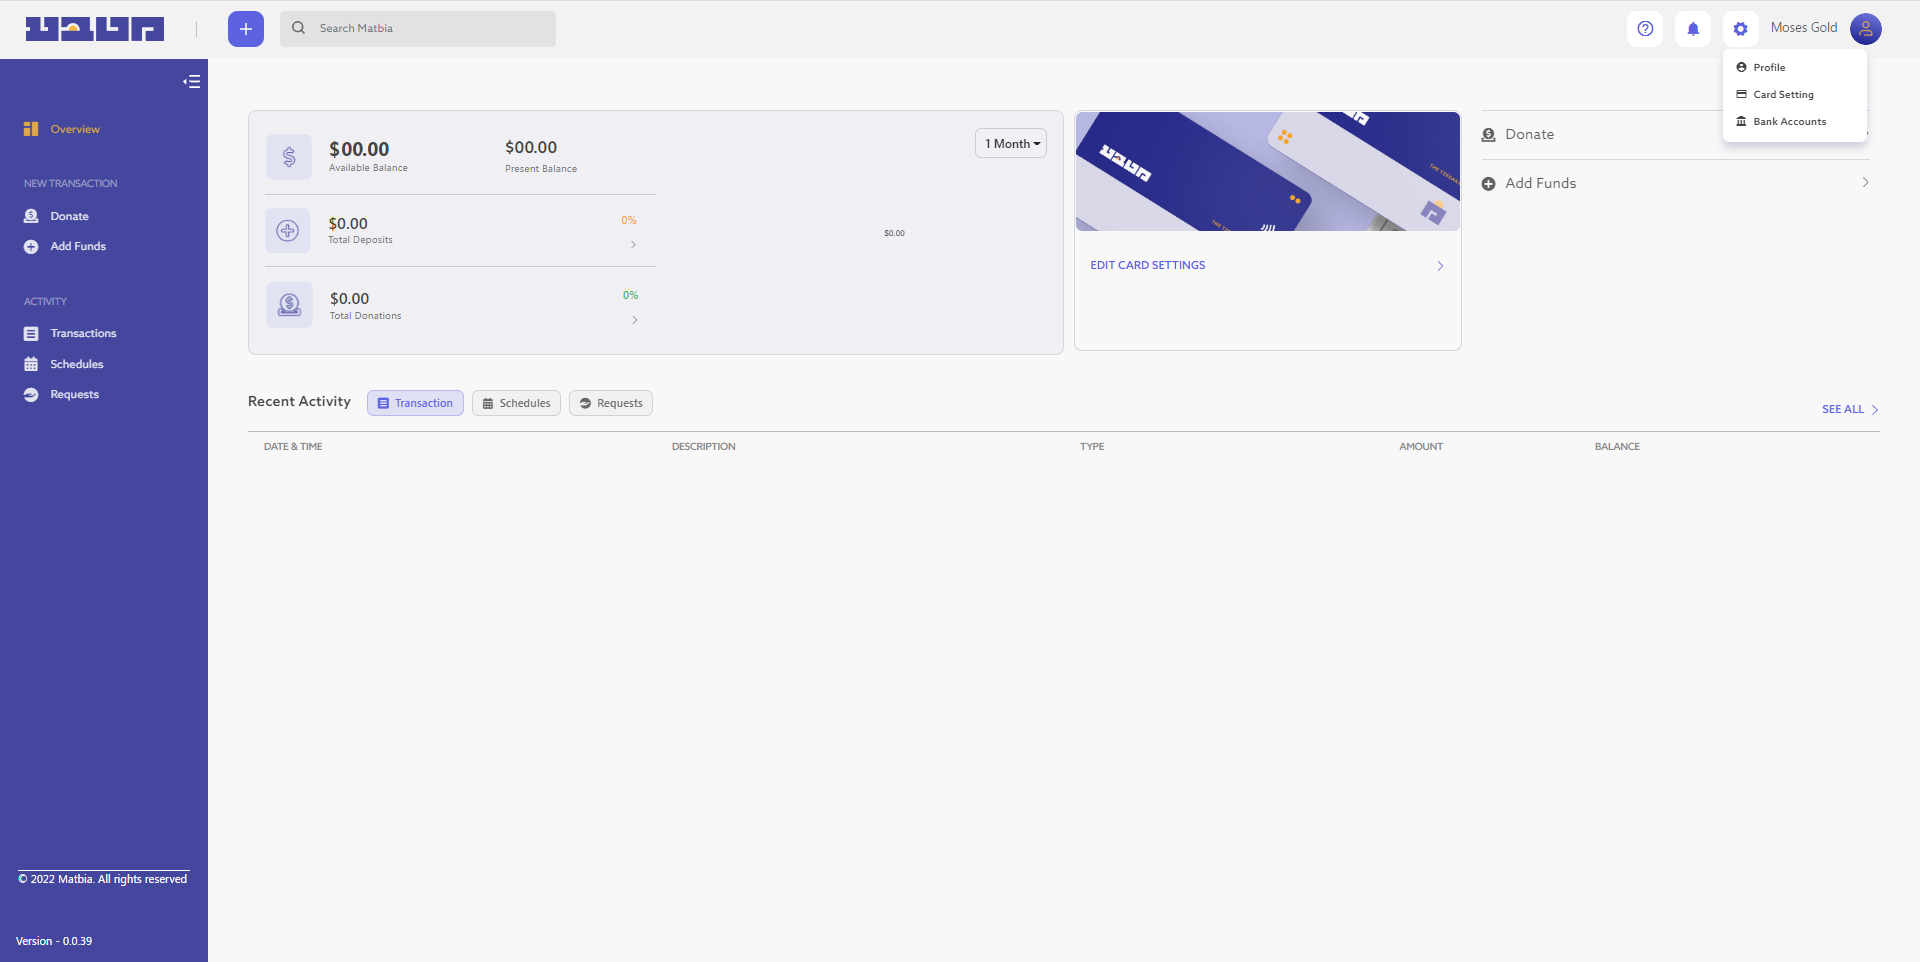 מטביע
Search Matbia
Moses Gold
Profile
Card Setting
Bank Accounts
Overview
NEW TRANSACTION
Donate
Add Funds
ACTIVITY
Transactions
Schedules
Requests
© 2022 Matbia. All rights reserved
Version - 0.0.39
$00.00
Available Balance
$00.00
Present Balance
1 Month
$0.00
Total Deposits
0%
$0.00
$0.00
Total Donations
0%
EDIT CARD SETTINGS
Donate
Add Funds
Recent Activity
Transaction
Schedules
Requests
SEE ALL
DATE & TIME
DESCRIPTION
TYPE
AMOUNT
BALANCE